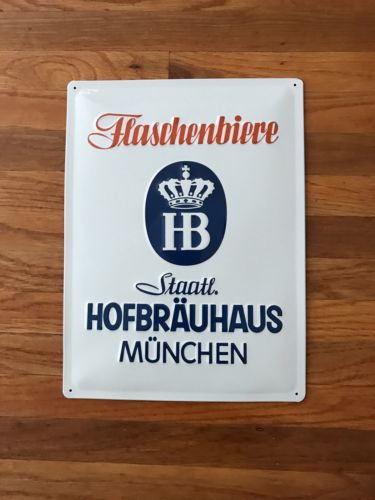 Flaschenbiere
HB
Staatl.
HOFBRÄUHAUS
MÜNCHEN